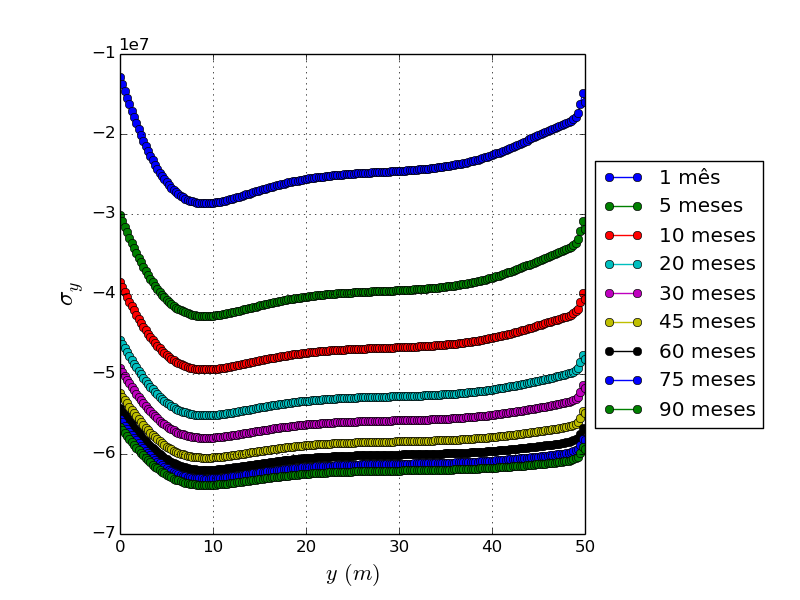 1e7
−1
−2
−3
−4
−5
−6
−7
σy
0 10 20 30 40 50
y (m)
1 mês
5 meses
10 meses
20 meses
30 meses
45 meses
60 meses
75 meses
90 meses